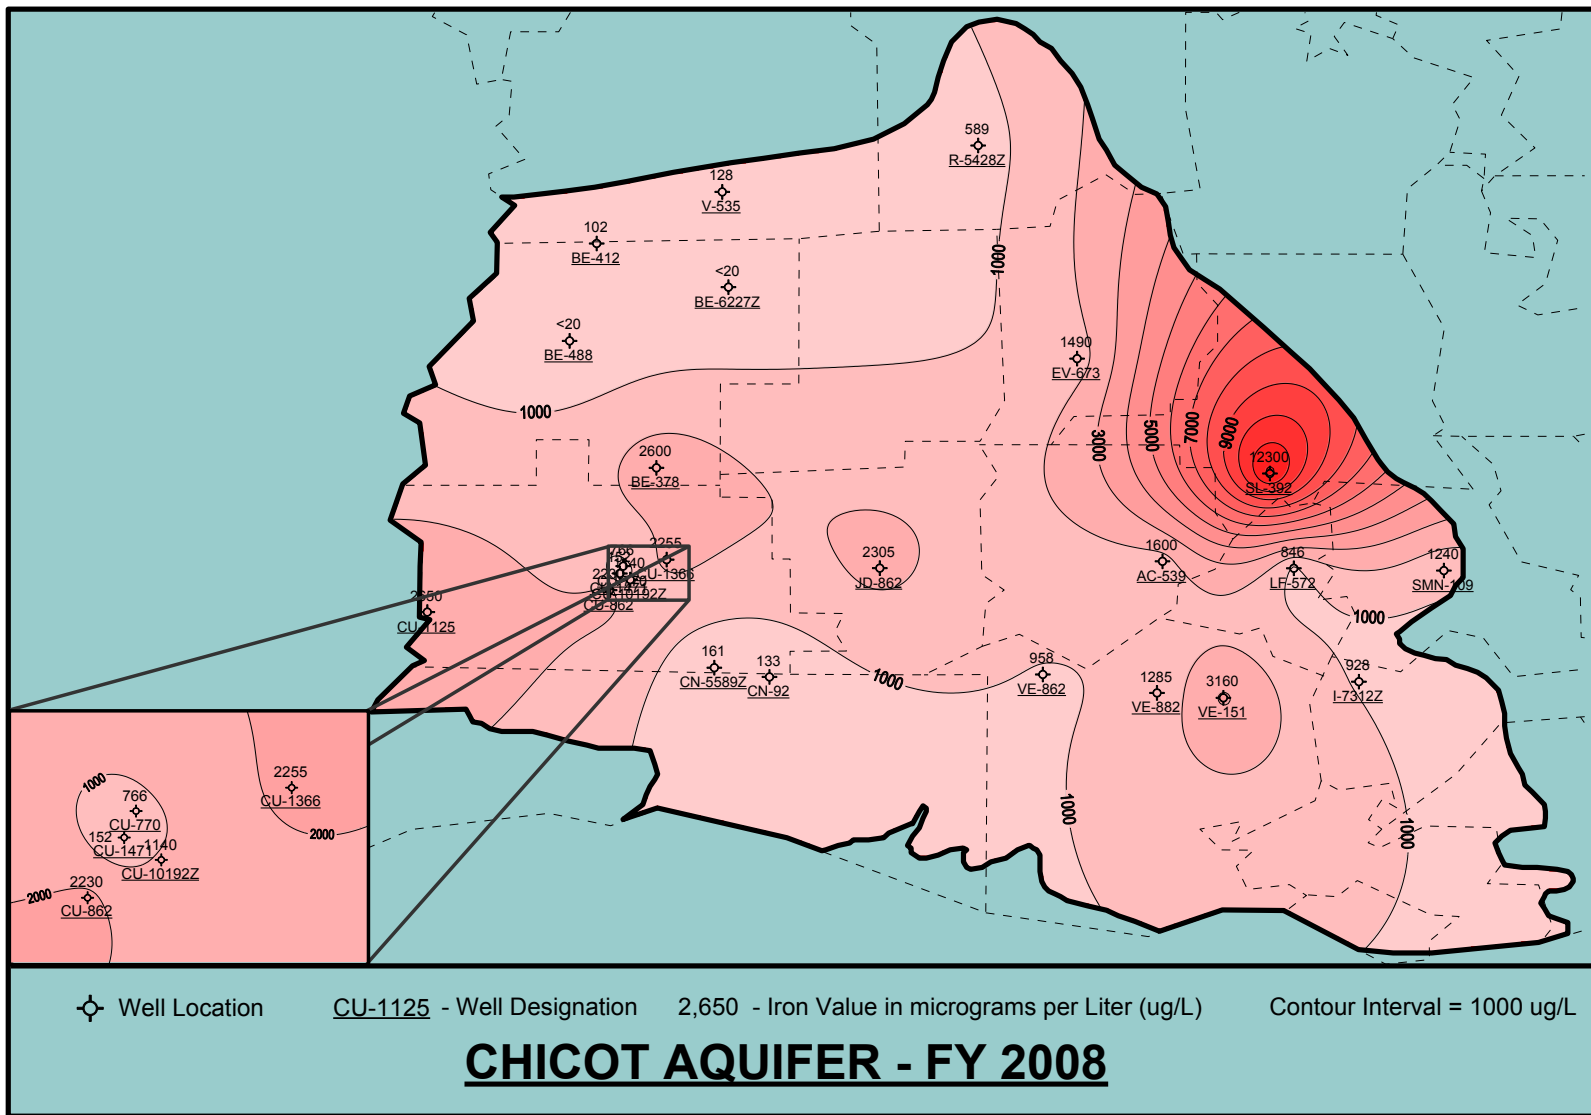 589
R-5428Z
128
V-535
102
BE-412
<20
BE-6227Z
1000
<20
BE-488
1490
EV-673
1000
3000
5000
7000
9000
12300
SL-392
2600
BE-378
2255
CU-1366
2305
JD-862
1600
AC-539
846
LF-572
1240
SMN-109
2650
CU-1125
CU-10192Z
CU-862
1000
161
CN-5589Z
133
CN-92
1000
958
VE-862
1285
VE-882
3160
VE-151
928
I-7312Z
1000
1000
1000
766
CU-770
152
CU-1471
1140
CU-10192Z
2255
CU-1366
2000
2000
2230
CU-862
Well Location
CU-1125 - Well Designation
2,650 - Iron Value in micrograms per Liter (ug/L)
Contour Interval = 1000 ug/L
CHICOT AQUIFER - FY 2008